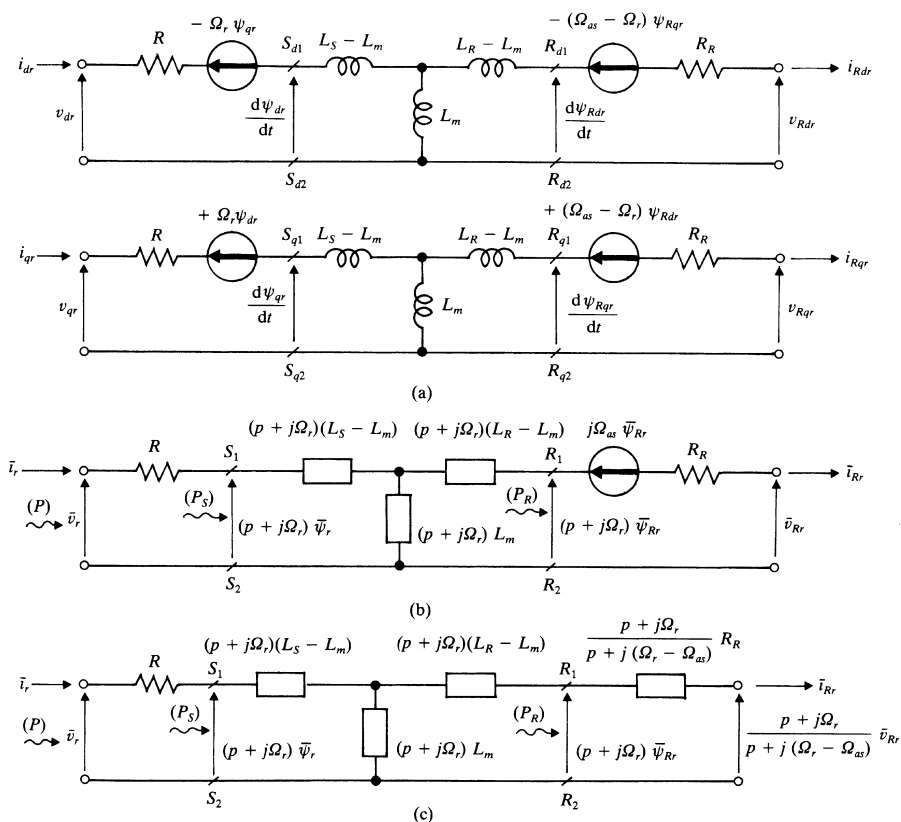 − Ω_r ψ_qr
− (Ω_as − Ω_r) ψ_Rqr
R
S_d1
L_S − L_m
L_R − L_m
R_d1
R_R
i_dr
i_Rdr
v_dr
dψ_dr/dt
L_m
dψ_Rdr/dt
v_Rdr
S_d2
R_d2
+ Ω_r ψ_dr
+ (Ω_as − Ω_r) ψ_Rdr
R
S_q1
L_S − L_m
L_R − L_m
R_q1
R_R
i_qr
i_Rqr
v_qr
dψ_qr/dt
L_m
dψ_Rqr/dt
v_Rqr
S_q2
R_q2
(a)
(p + jΩ_r)(L_S − L_m)
(p + jΩ_r)(L_R − L_m)
jΩ_as ψ̄_Rr
R
S_1
R_1
R_R
ī_r
ī_Rr
(P)
v̄_r
(P_S)
(p + jΩ_r) ψ̄_r
(p + jΩ_r) L_m
(P_R)
(p + jΩ_r) ψ̄_Rr
v̄_Rr
S_2
R_2
(b)
(p + jΩ_r)(L_S − L_m)
(p + jΩ_r)(L_R − L_m)
(p + jΩ_r)/(p + j (Ω_r − Ω_as)) R_R
R
S_1
R_1
ī_r
ī_Rr
(P)
v̄_r
(P_S)
(p + jΩ_r) ψ̄_r
(p + jΩ_r) L_m
(P_R)
(p + jΩ_r) ψ̄_Rr
(p + jΩ_r)/(p + j (Ω_r − Ω_as)) v̄_Rr
S_2
R_2
(c)